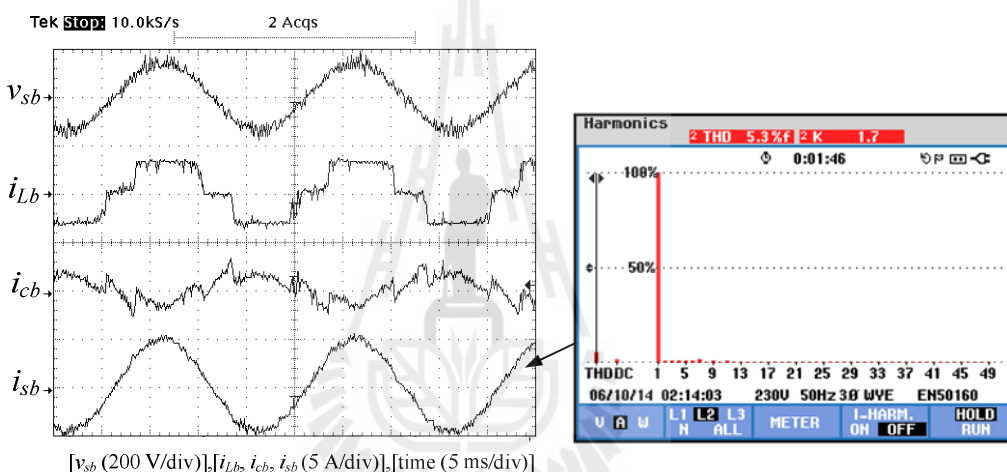 Tek Stop: 10.0kS/s 2 Acqs
v_sb
i_Lb
i_cb
i_sb
[v_sb (200 V/div)],[i_Lb, i_cb, i_sb (5 A/div)],[time (5 ms/div)]
Harmonics
2 THD 5.3%f 2 K 1.7
0:01:46
100%
50%
THDDC 1 5 9 13 17 21 25 29 33 37 41 45 49
06/10/14 02:14:03 230V 50Hz 3Ø WYE EN50160
V A W L1 L2 L3 N ALL METER I-HARM. ON OFF HOLD RUN